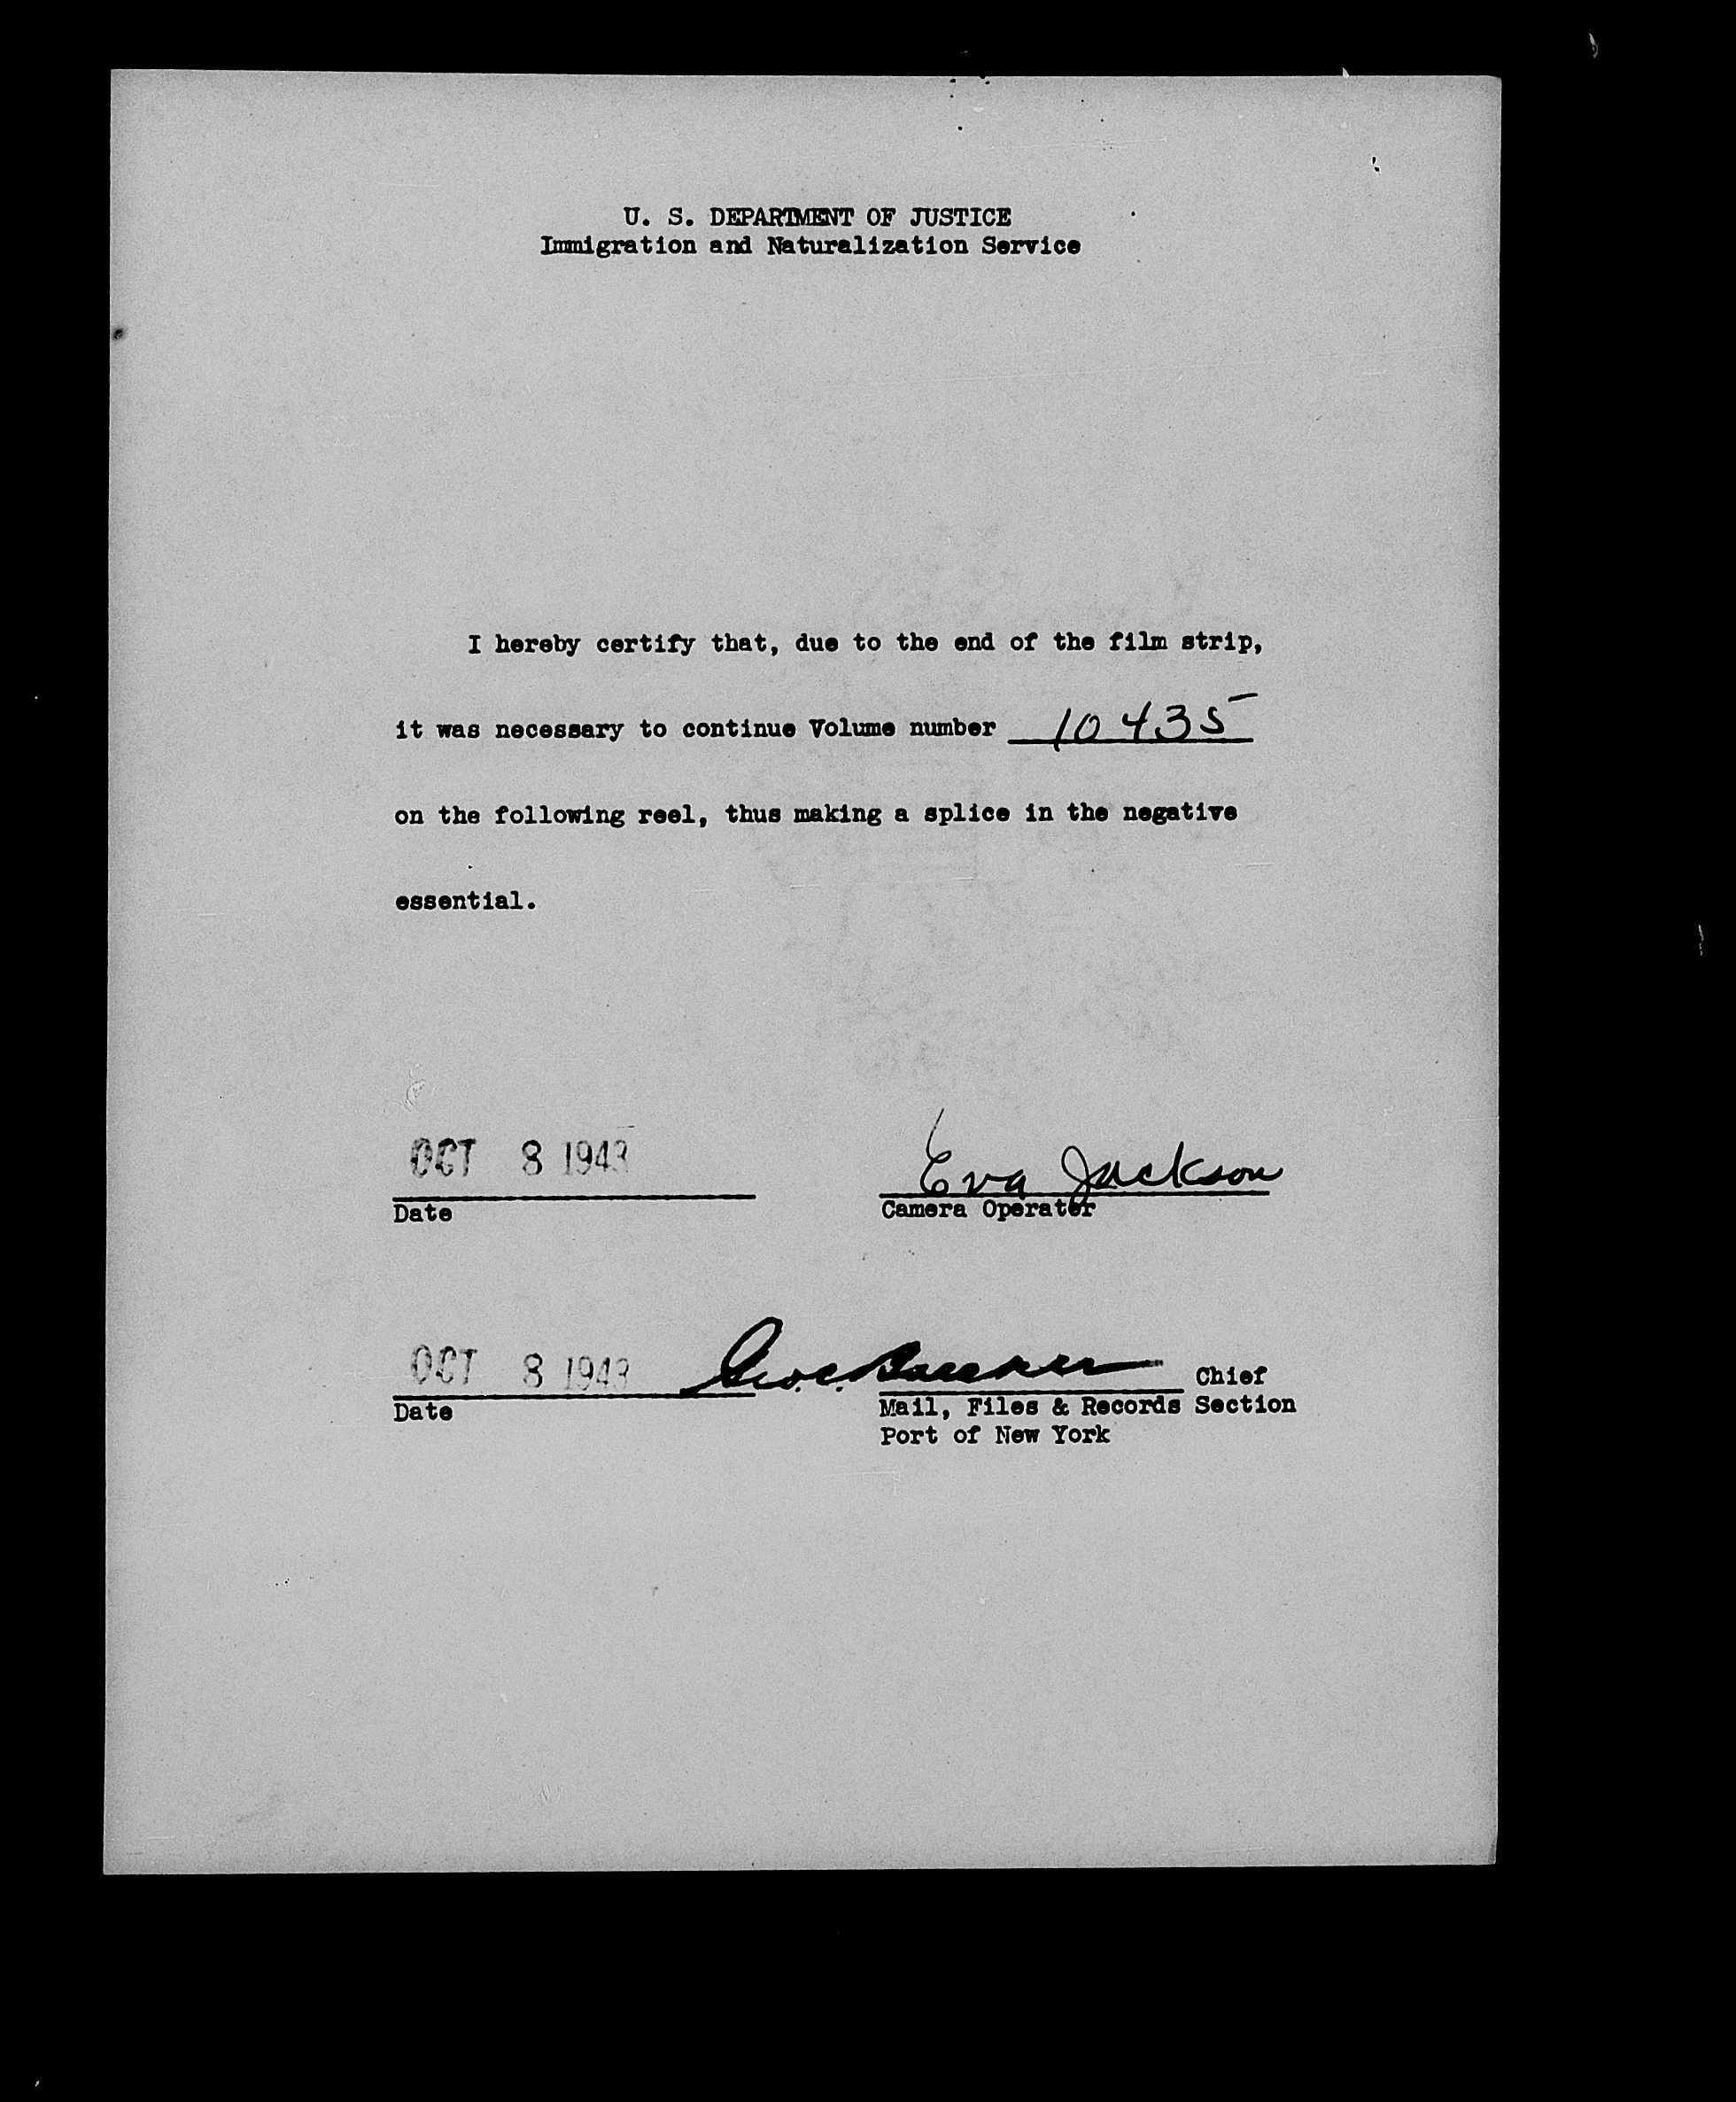 U. S. DEPARTMENT OF JUSTICE
Immigration and Naturalization Service
I hereby certify that, due to the end of the film strip,
it was necessary to continue Volume number 10435
on the following reel, thus making a splice in the negative
essential.
OCT 8 1943
Eva Jackson
Date
Camera Operator
OCT 8 1943
Chief
Date
Mail, Files & Records Section
Port of New York